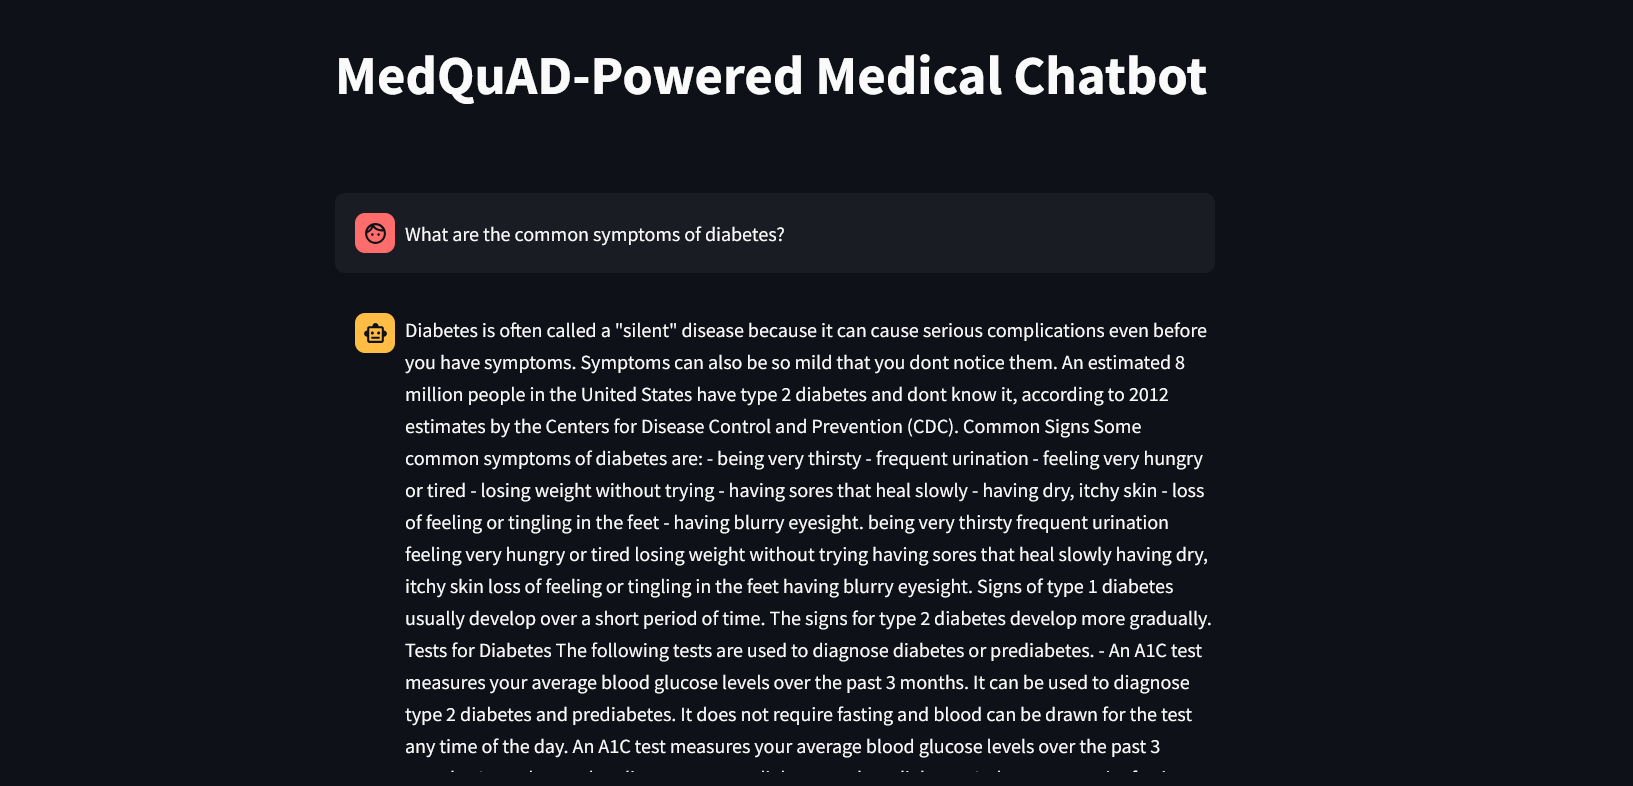 MedQuAD-Powered Medical Chatbot
What are the common symptoms of diabetes?
Diabetes is often called a "silent" disease because it can cause serious complications even before
you have symptoms. Symptoms can also be so mild that you dont notice them. An estimated 8
million people in the United States have type 2 diabetes and dont know it, according to 2012
estimates by the Centers for Disease Control and Prevention (CDC). Common Signs Some
common symptoms of diabetes are: - being very thirsty - frequent urination - feeling very hungry
or tired - losing weight without trying - having sores that heal slowly - having dry, itchy skin - loss
of feeling or tingling in the feet - having blurry eyesight. being very thirsty frequent urination
feeling very hungry or tired losing weight without trying having sores that heal slowly having dry,
itchy skin loss of feeling or tingling in the feet having blurry eyesight. Signs of type 1 diabetes
usually develop over a short period of time. The signs for type 2 diabetes develop more gradually.
Tests for Diabetes The following tests are used to diagnose diabetes or prediabetes. - An A1C test
measures your average blood glucose levels over the past 3 months. It can be used to diagnose
type 2 diabetes and prediabetes. It does not require fasting and blood can be drawn for the test
any time of the day. An A1C test measures your average blood glucose levels over the past 3